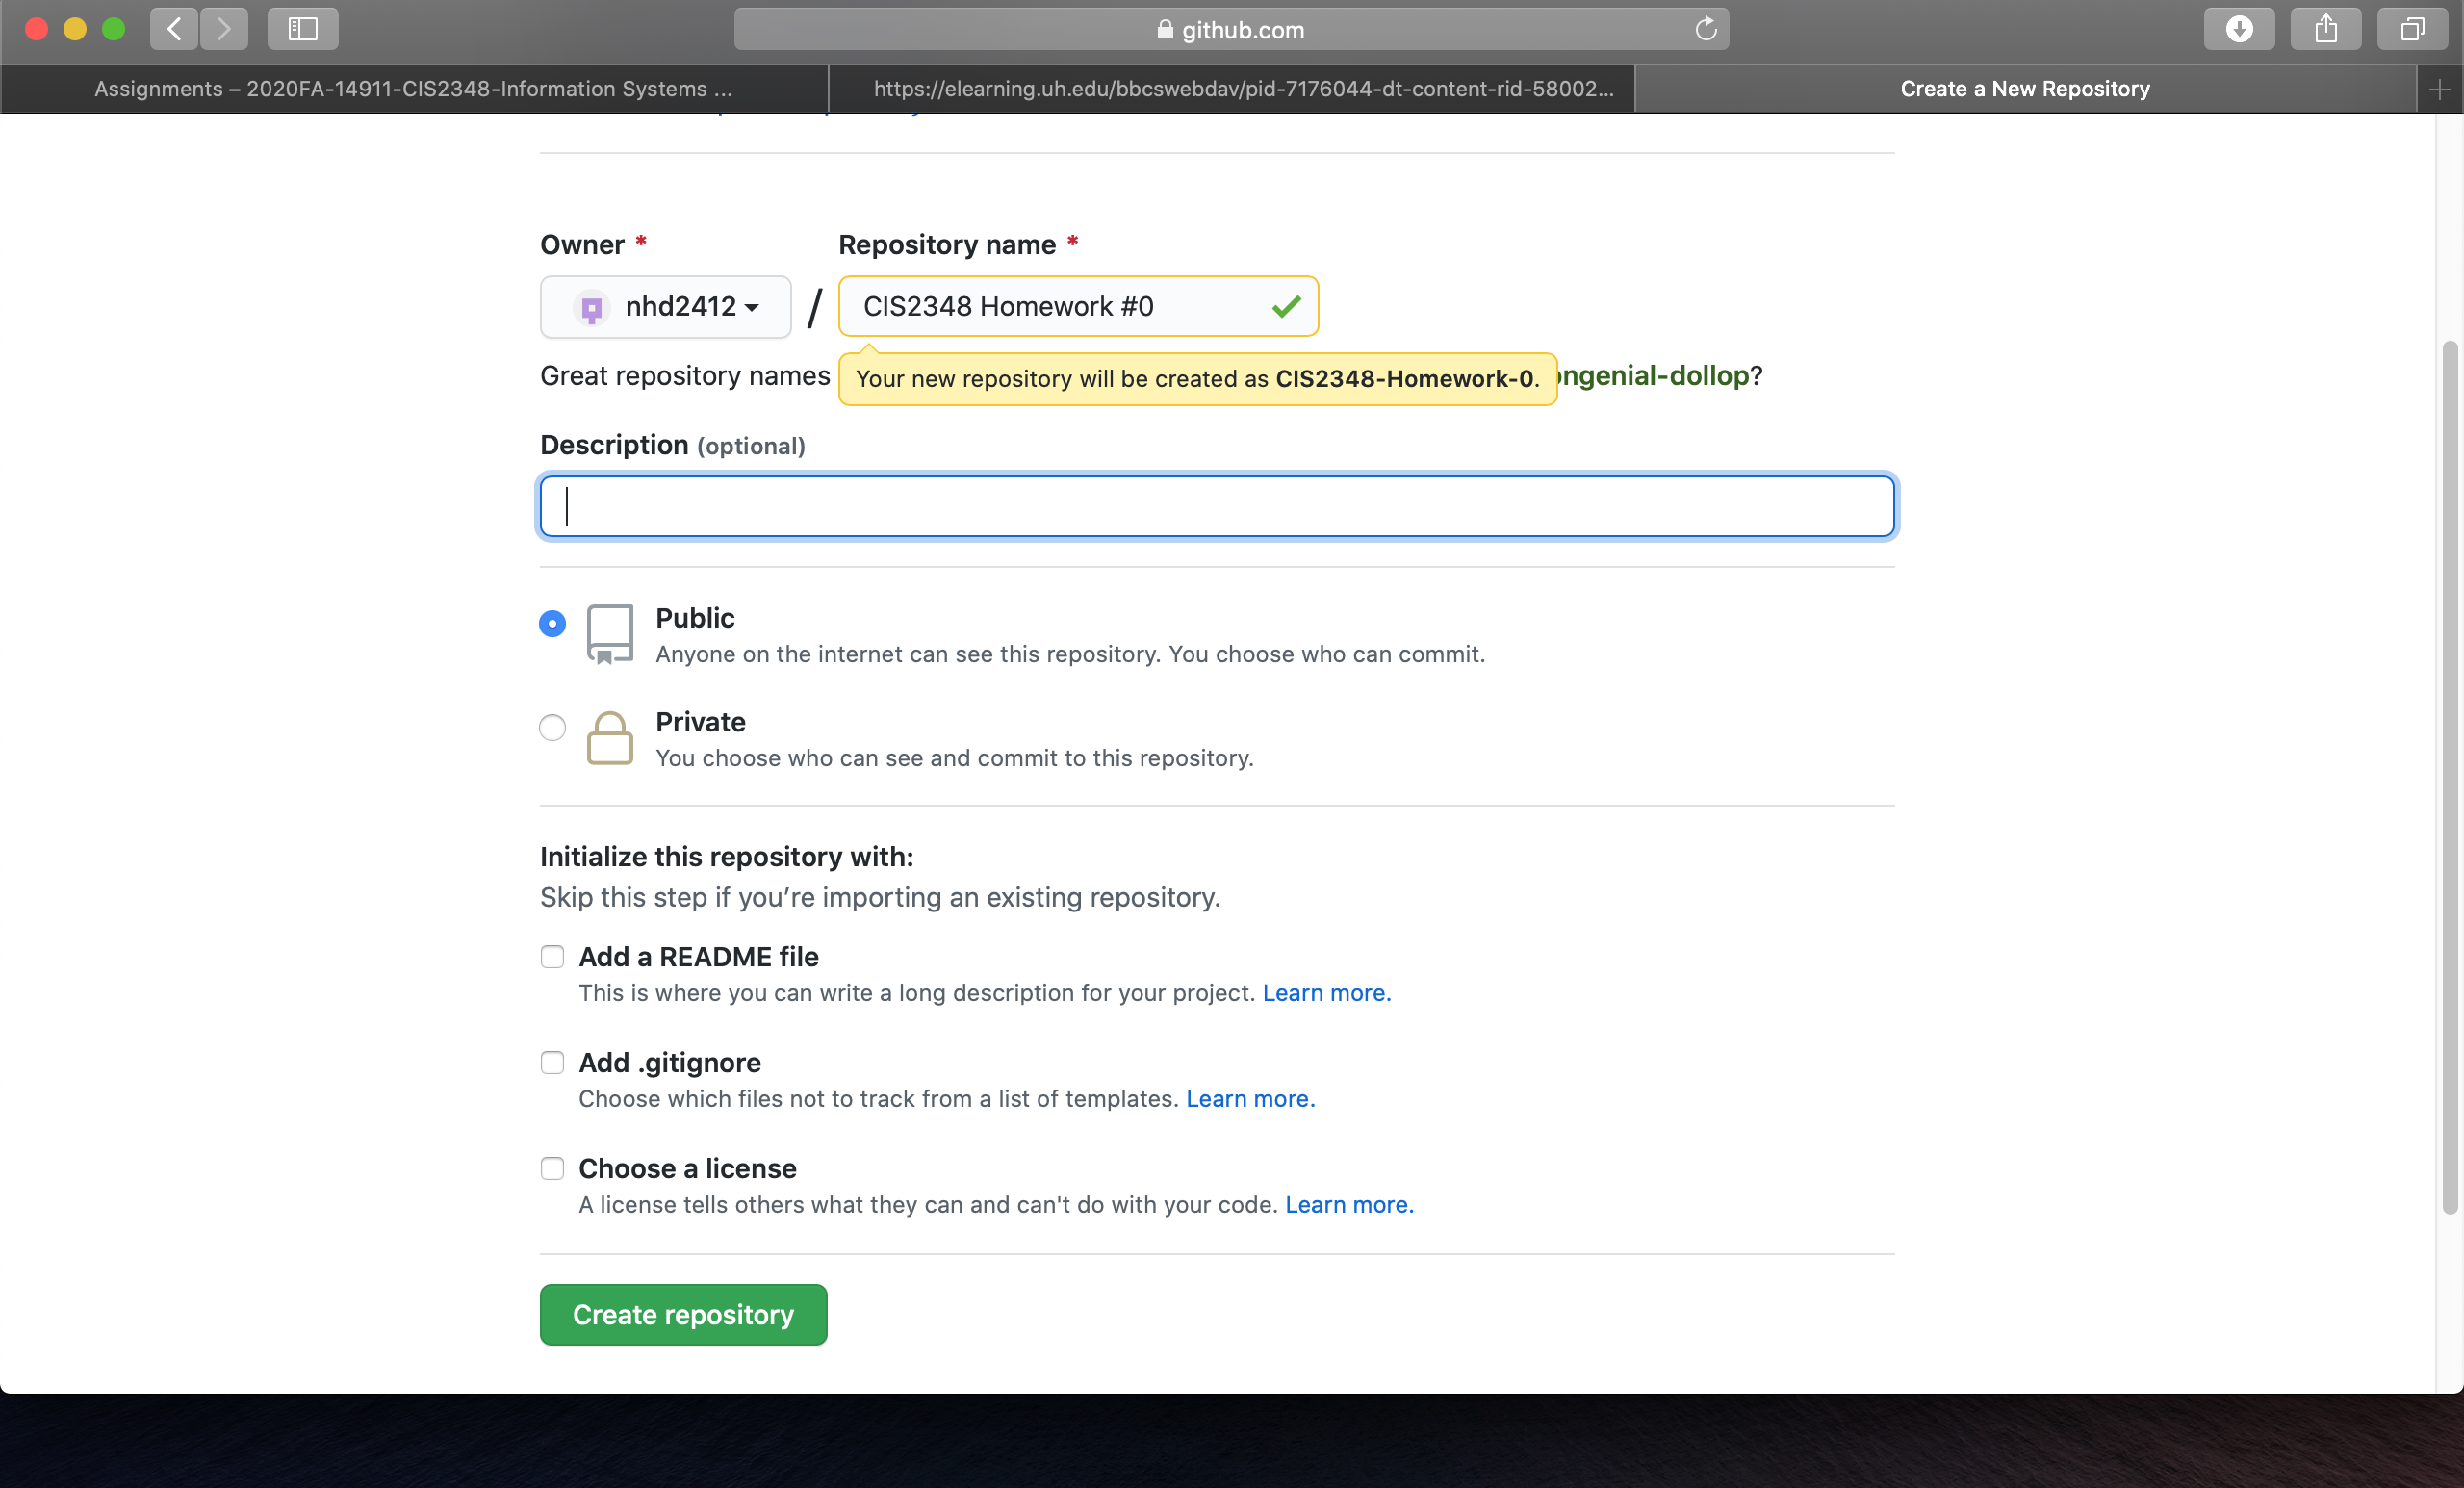 github.com
Assignments – 2020FA-14911-CIS2348-Information Systems ...
https://elearning.uh.edu/bbcswebdav/pid-7176044-dt-content-rid-58002...
Create a New Repository
Owner *
Repository name *
nhd2412
/
CIS2348 Homework #0
Great repository names
Your new repository will be created as CIS2348-Homework-0.
ngenial-dollop?
Description (optional)
Public
Anyone on the internet can see this repository. You choose who can commit.
Private
You choose who can see and commit to this repository.
Initialize this repository with:
Skip this step if you’re importing an existing repository.
Add a README file
This is where you can write a long description for your project. Learn more.
Add .gitignore
Choose which files not to track from a list of templates. Learn more.
Choose a license
A license tells others what they can and can't do with your code. Learn more.
Create repository